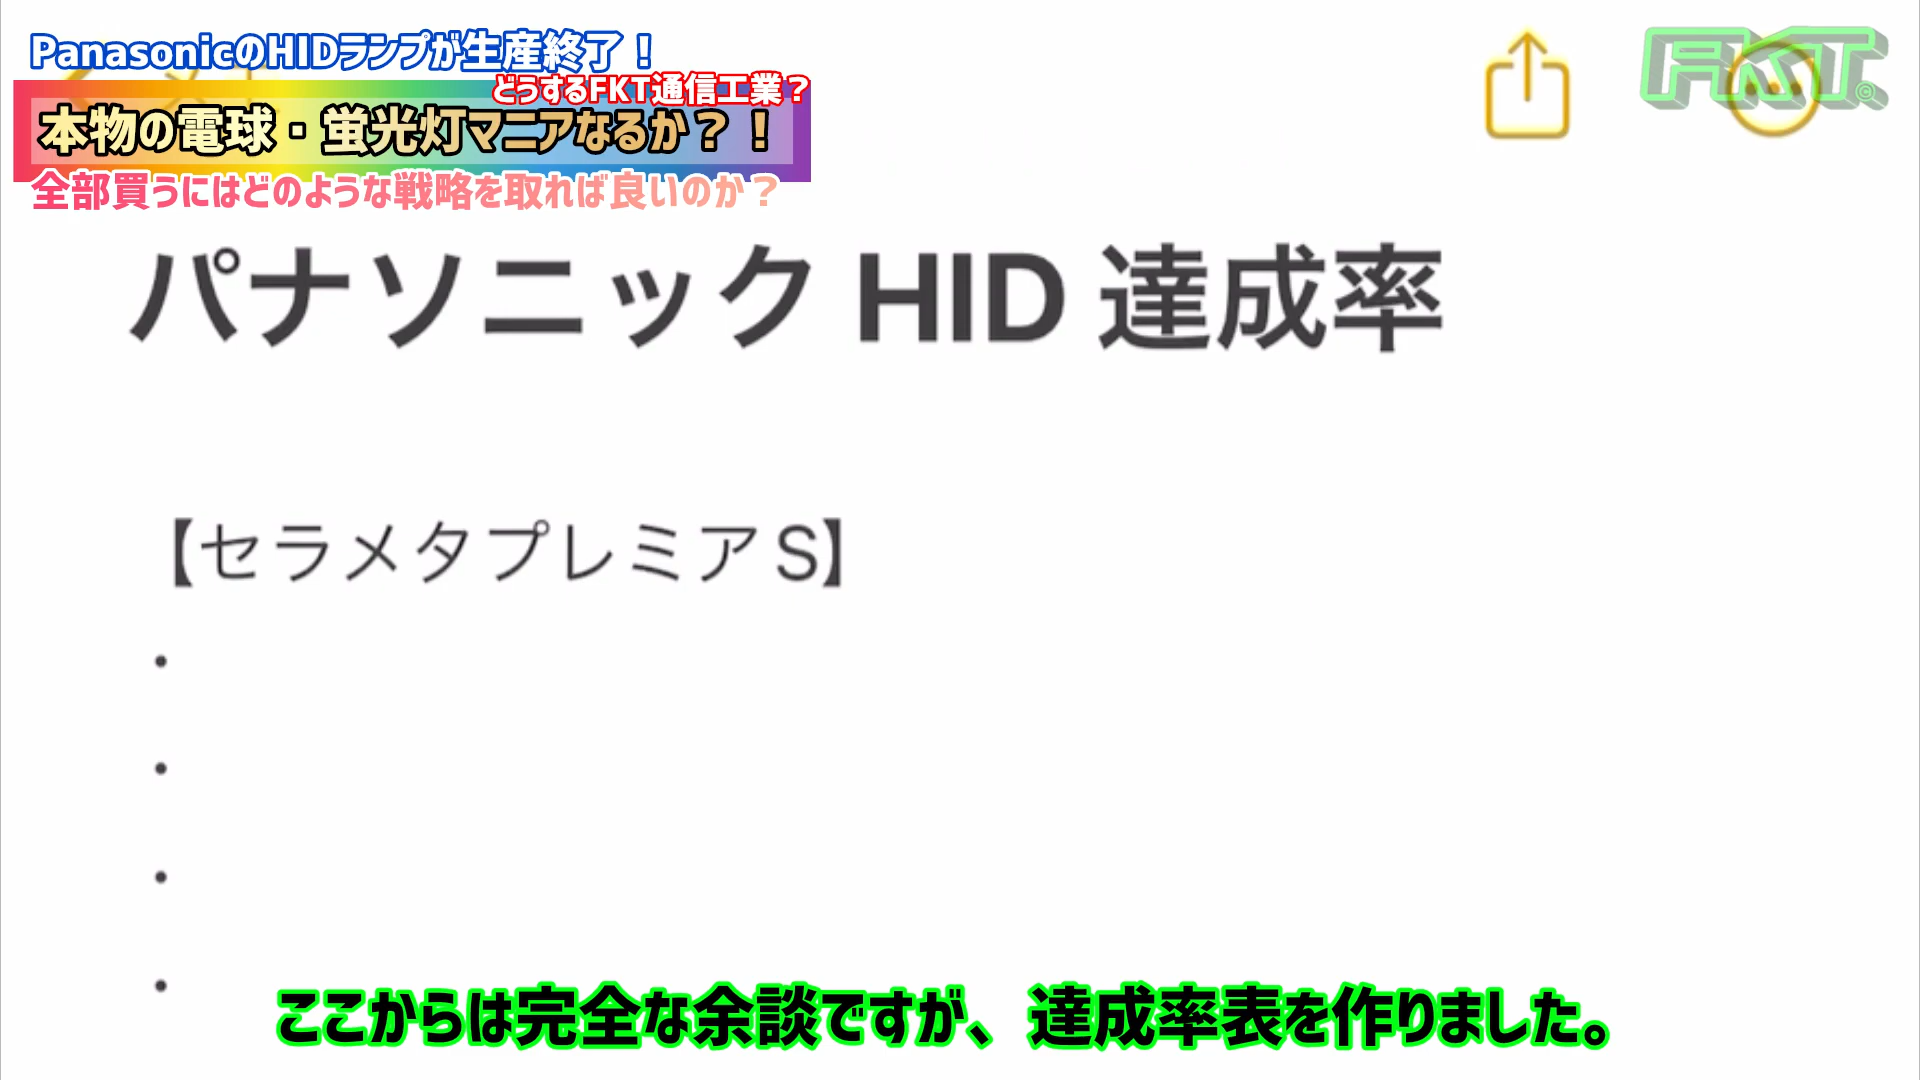 PanasonicのHIDランプが生産終了！
どうするFKT通信工業？
本物の電球・蛍光灯マニアなるか？！
全部買うにはどのような戦略を取れば良いのか？
FKT.©
パナソニック HID 達成率
【セラメタプレミアS】
・
・
・
・
ここからは完全な余談ですが、達成率表を作りました。